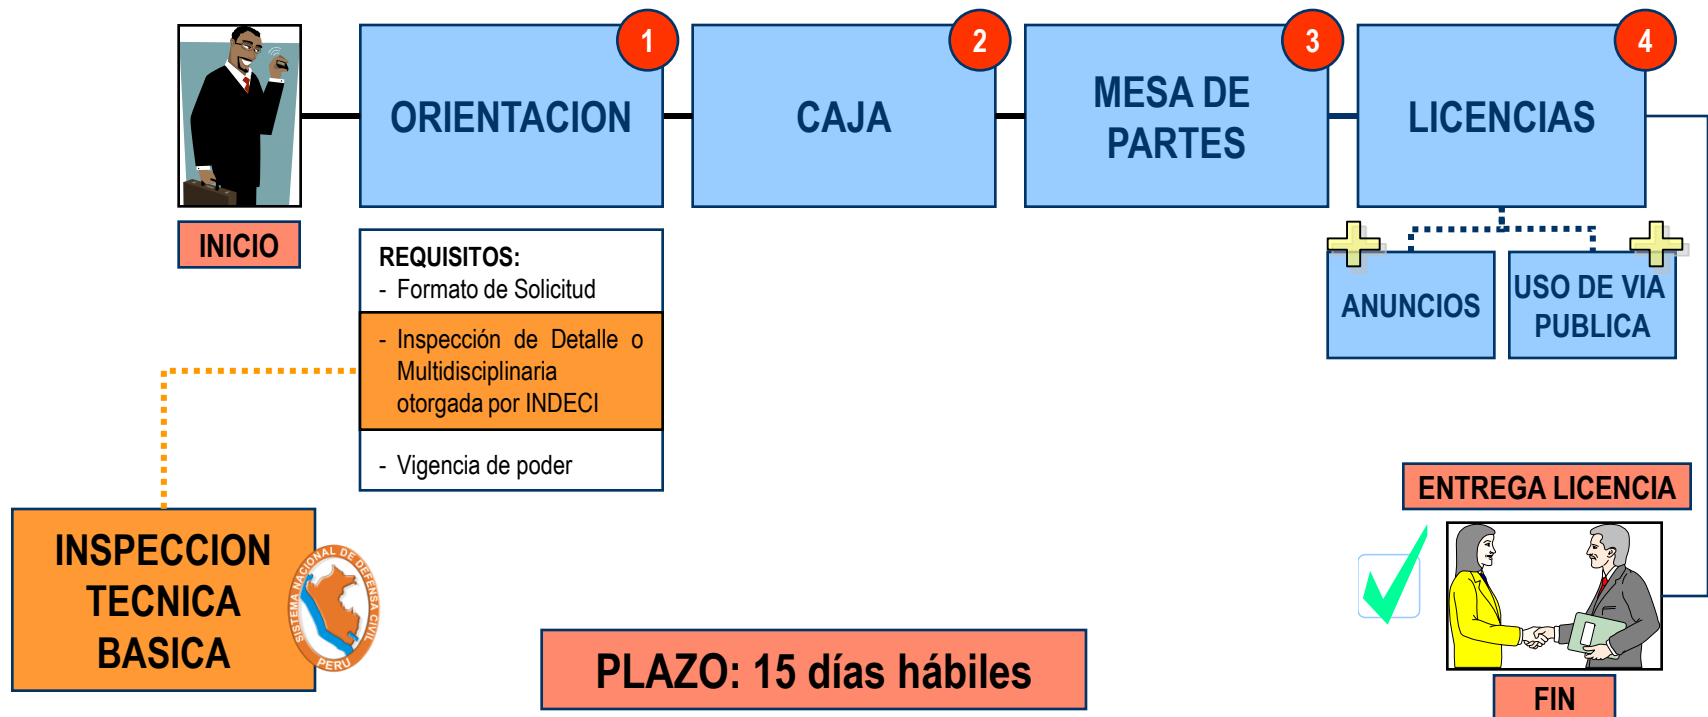 1
2
3
4
ORIENTACION
CAJA
MESA DE
PARTES
LICENCIAS
INICIO
REQUISITOS:
- Formato de Solicitud
- Inspección de Detalle o
Multidisciplinaria
otorgada por INDECI
- Vigencia de poder
ANUNCIOS
USO DE VIA
PUBLICA
ENTREGA LICENCIA
INSPECCION
TECNICA
BASICA
SISTEMA NACIONAL DE DEFENSA CIVIL
PERU
PLAZO: 15 días hábiles
FIN